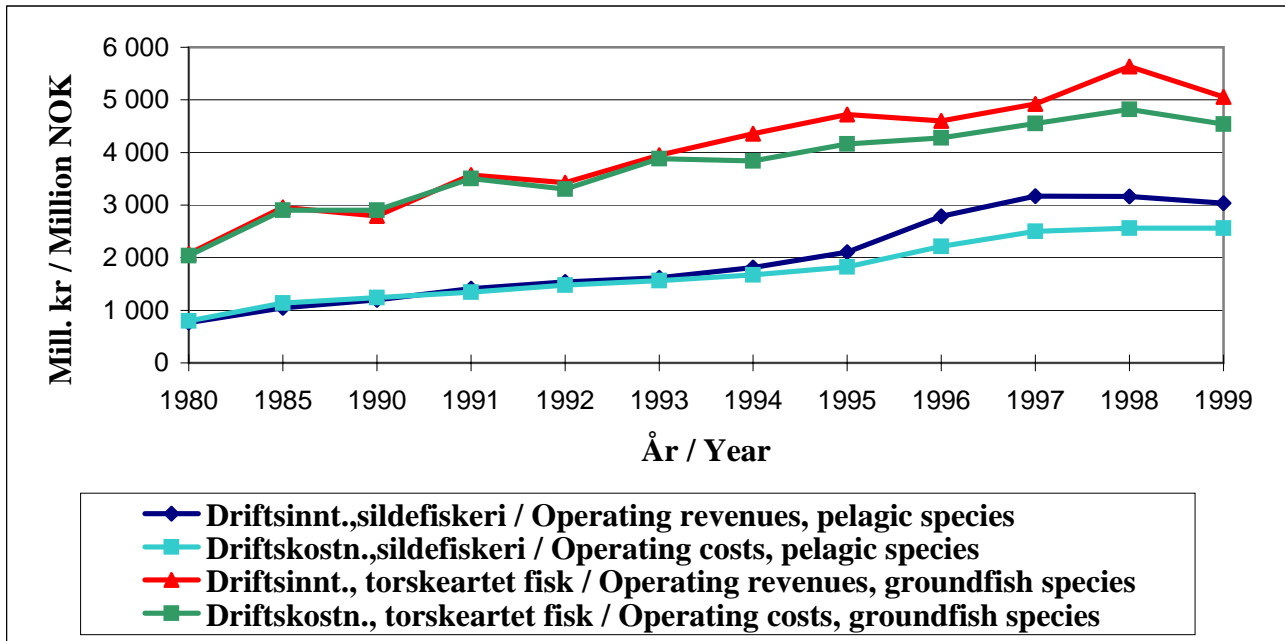 Mill. kr / Million NOK
6 000
5 000
4 000
3 000
2 000
1 000
0
1980 1985 1990 1991 1992 1993 1994 1995 1996 1997 1998 1999
År / Year
Driftsinnt.,sildefiskeri / Operating revenues, pelagic species
Driftskostn.,sildefiskeri / Operating costs, pelagic species
Driftsinnt., torskeartet fisk / Operating revenues, groundfish species
Driftskostn., torskeartet fisk / Operating costs, groundfish species